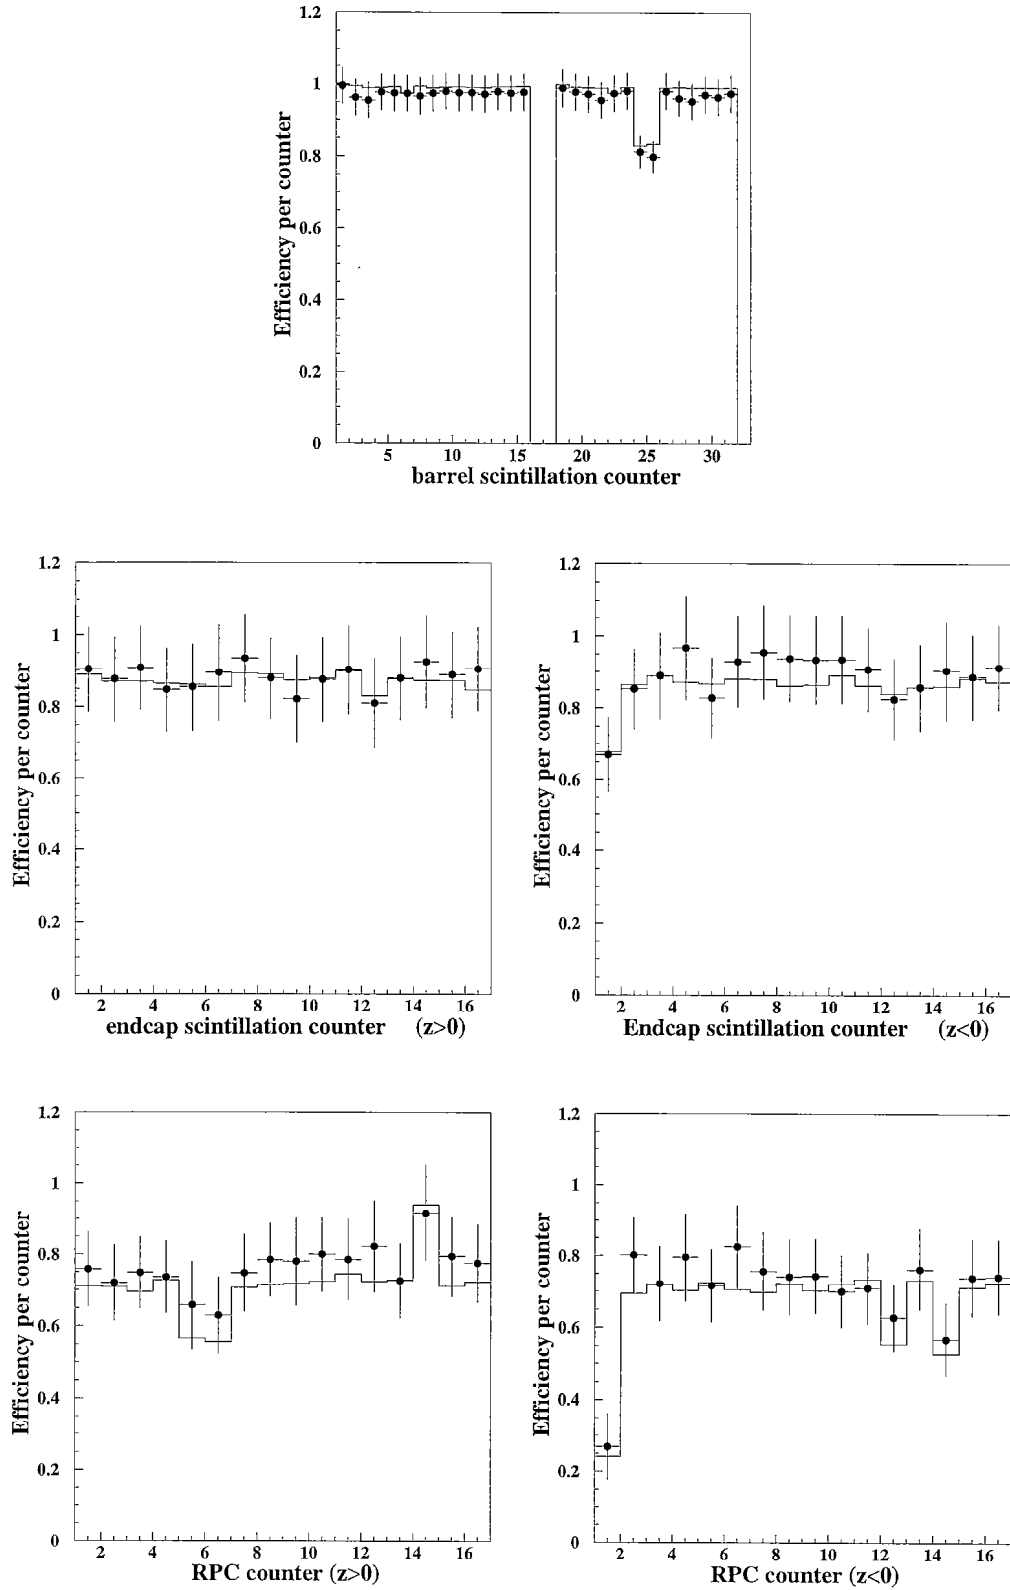 1.2
1
0.8
0.6
0.4
0.2
0
Efficiency per counter
5 10 15 20 25 30
barrel scintillation counter
1.2
1
0.8
0.6
0.4
0.2
0
Efficiency per counter
2 4 6 8 10 12 14 16
endcap scintillation counter (z>0)
1.2
1
0.8
0.6
0.4
0.2
0
Efficiency per counter
2 4 6 8 10 12 14 16
Endcap scintillation counter (z<0)
1.2
1
0.8
0.6
0.4
0.2
0
Efficiency per counter
2 4 6 8 10 12 14 16
RPC counter (z>0)
1.2
1
0.8
0.6
0.4
0.2
0
Efficiency per counter
2 4 6 8 10 12 14 16
RPC counter (z<0)